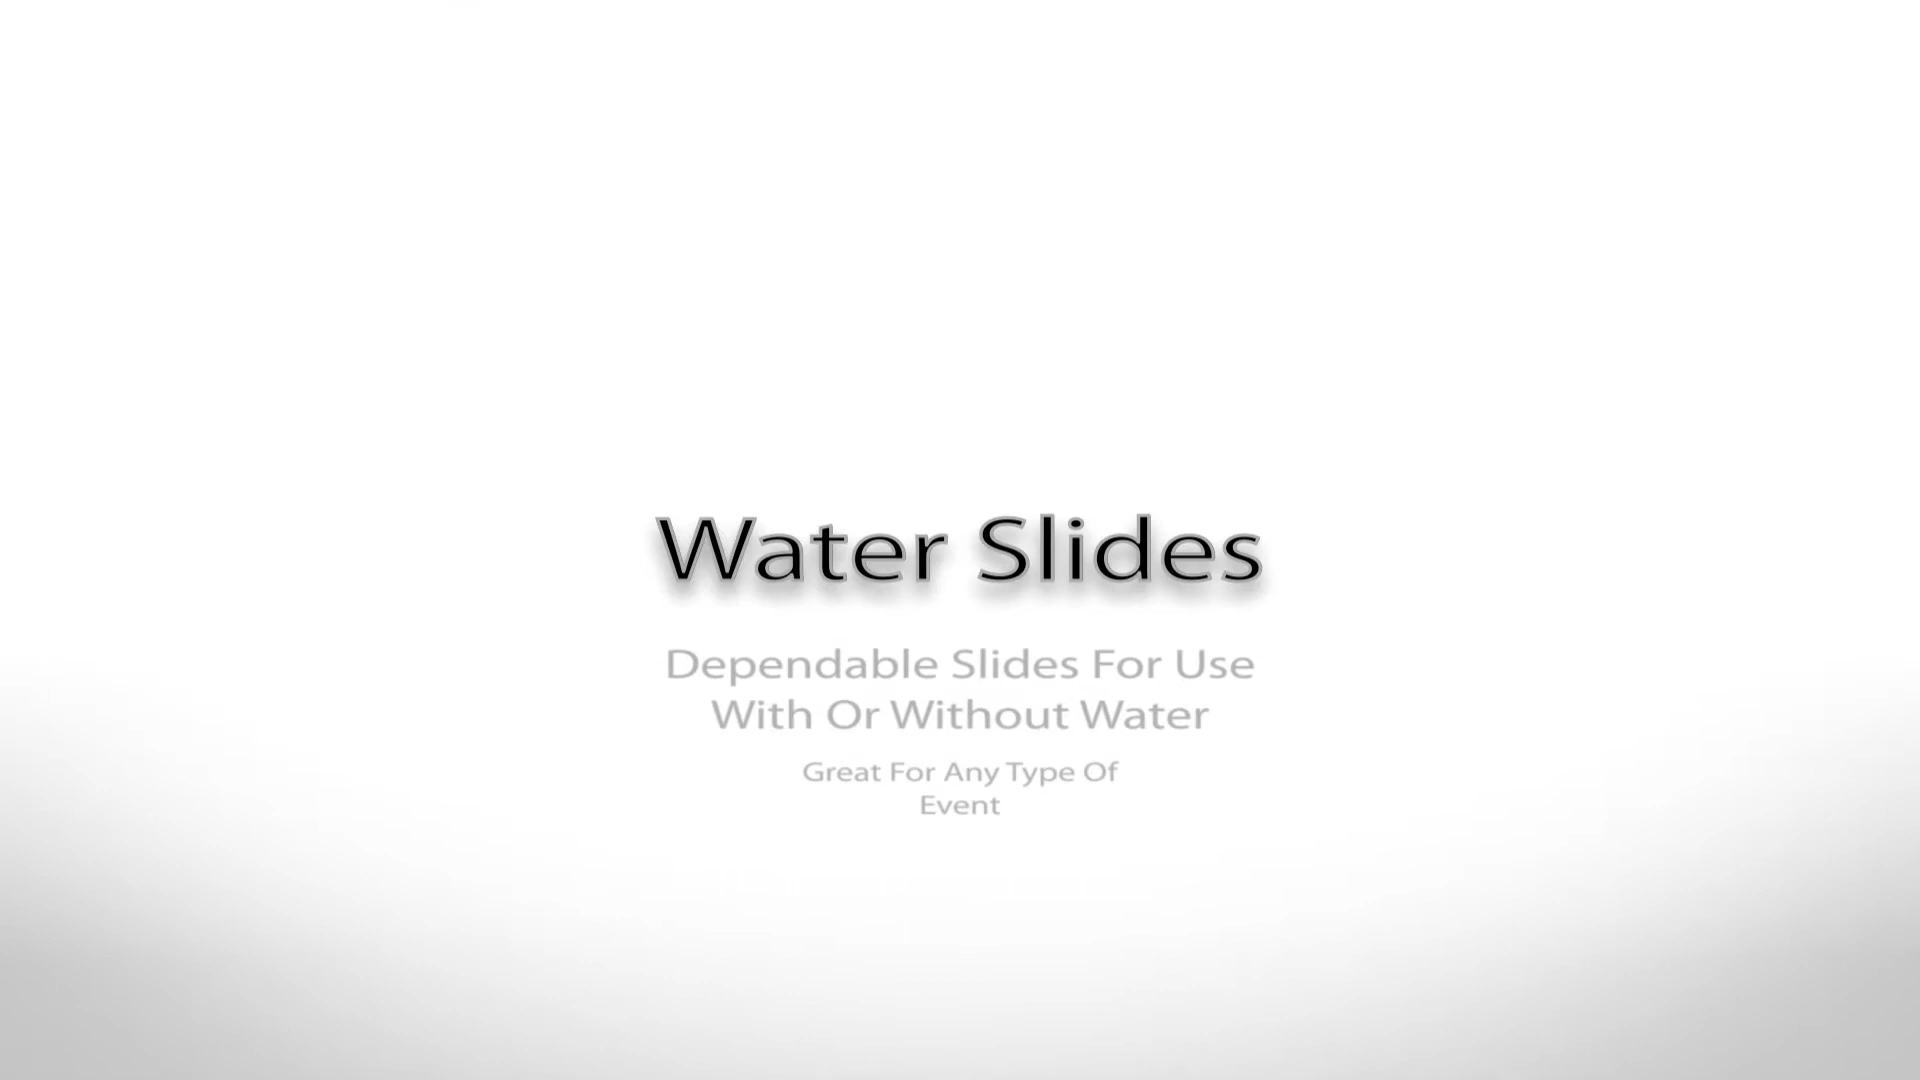 Water Slides
Dependable Slides For Use
With Or Without Water
Great For Any Type Of
Event